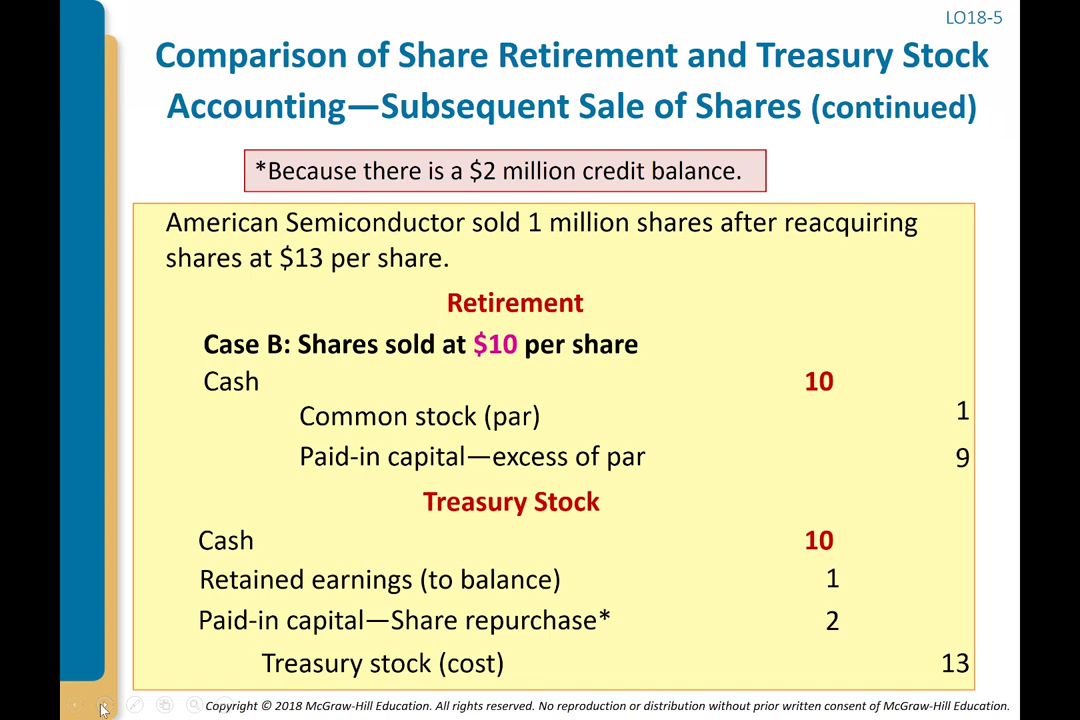 LO18-5
Comparison of Share Retirement and Treasury Stock
Accounting—Subsequent Sale of Shares (continued)
*Because there is a $2 million credit balance.
American Semiconductor sold 1 million shares after reacquiring
shares at $13 per share.
Retirement
Case B: Shares sold at $10 per share
Cash 10
Common stock (par) 1
Paid-in capital—excess of par 9
Treasury Stock
Cash 10
Retained earnings (to balance) 1
Paid-in capital—Share repurchase* 2
Treasury stock (cost) 13
Copyright © 2018 McGraw-Hill Education. All rights reserved. No reproduction or distribution without prior written consent of McGraw-Hill Education.